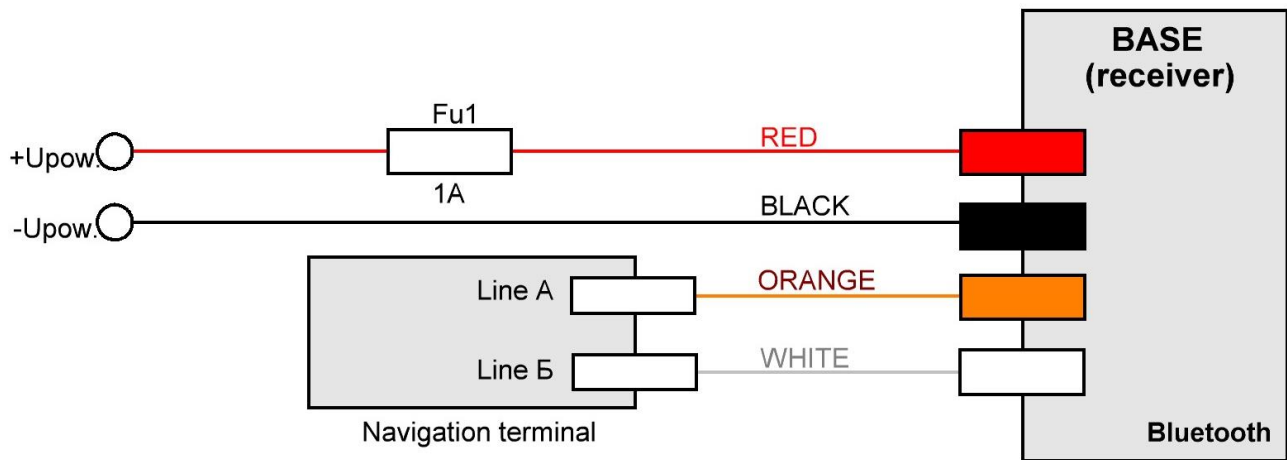 BASE
(receiver)
Fu1
+Upow.
RED
1A
-Upow.
BLACK
Line A
ORANGE
Line Б
WHITE
Navigation terminal
Bluetooth